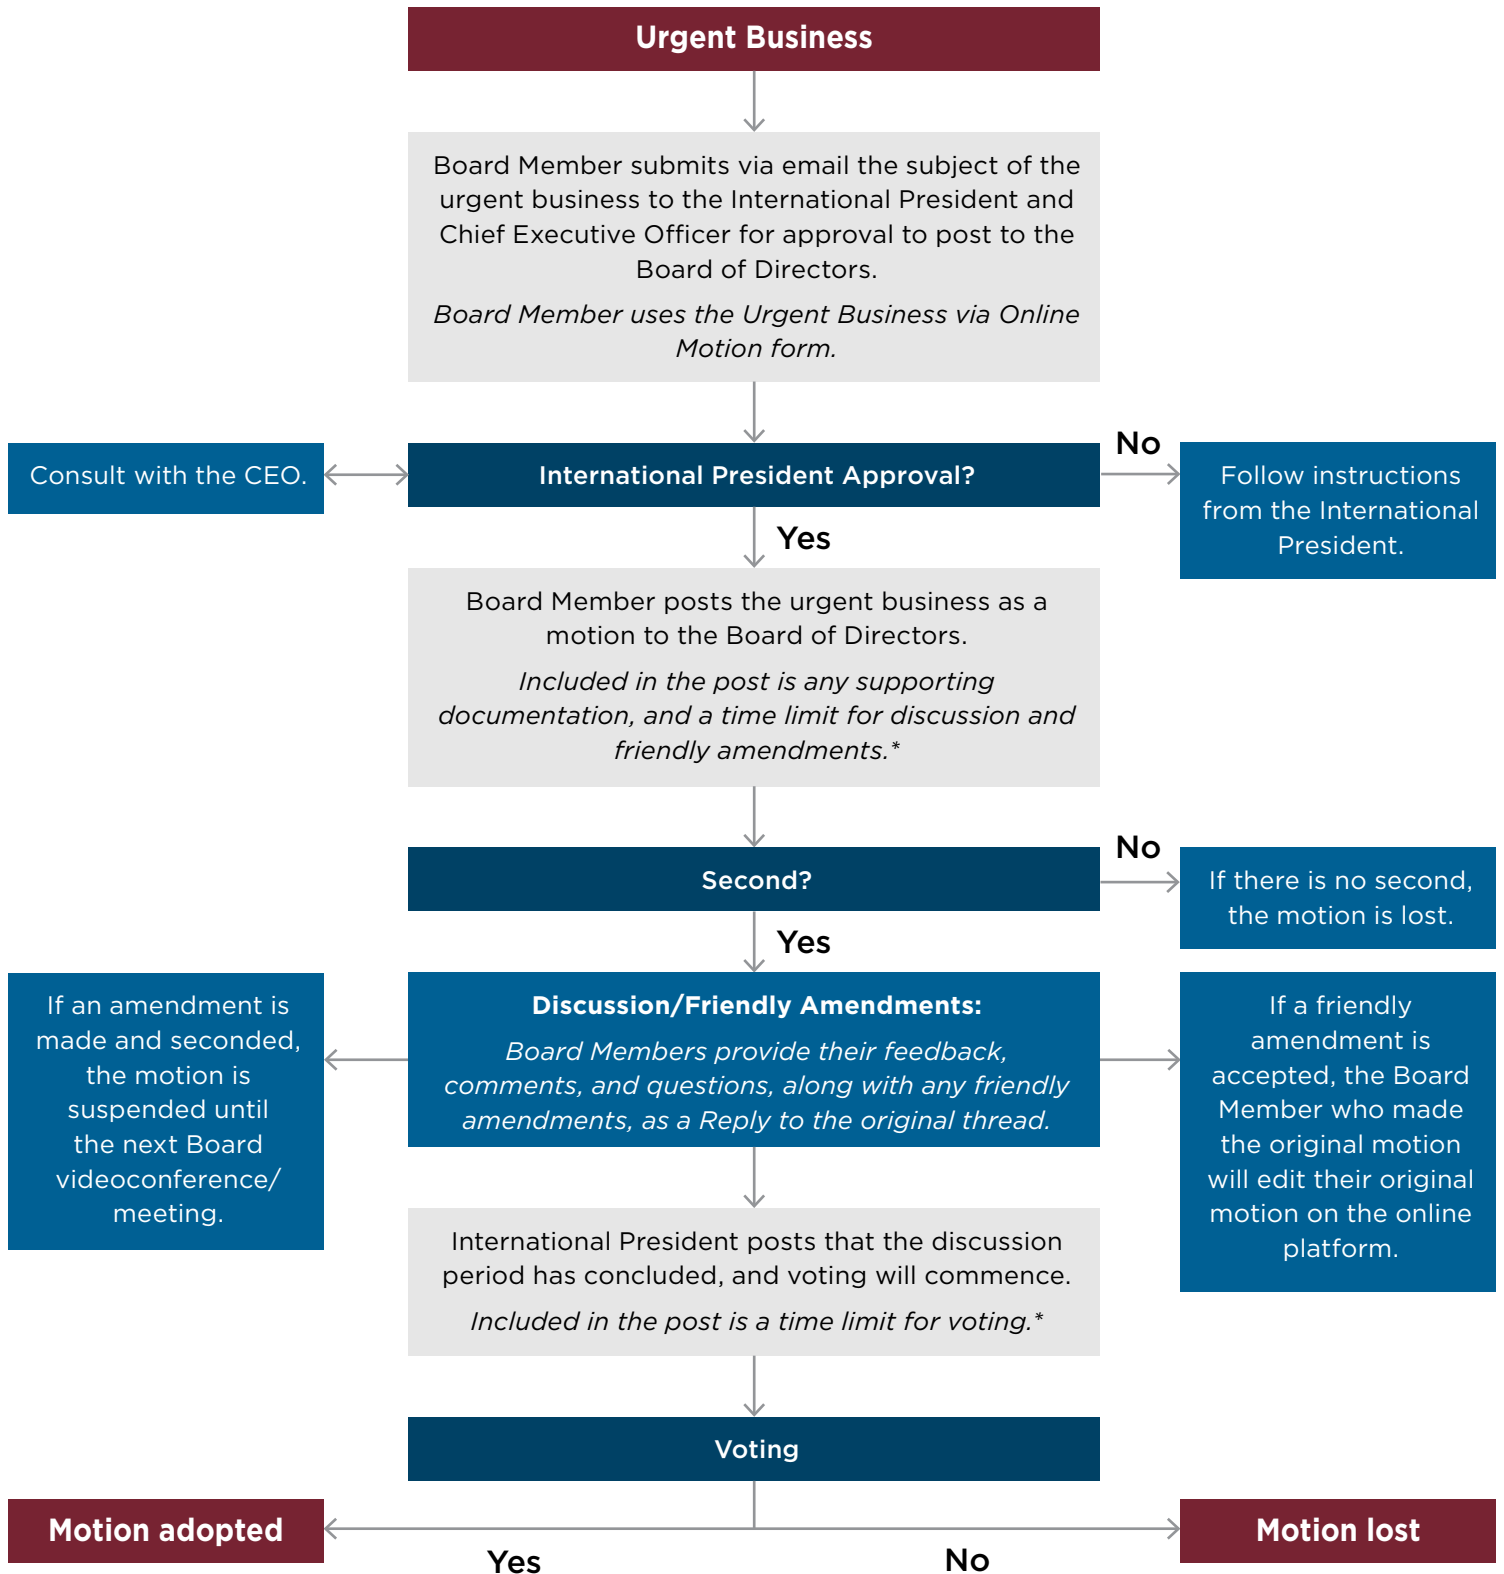 Urgent Business
Board Member submits via email the subject of the
urgent business to the International President and
Chief Executive Officer for approval to post to the
Board of Directors.
Board Member uses the Urgent Business via Online
Motion form.
Consult with the CEO.
International President Approval?
No
Follow instructions
from the International
President.
Yes
Board Member posts the urgent business as a
motion to the Board of Directors.
Included in the post is any supporting
documentation, and a time limit for discussion and
friendly amendments.*
Second?
No
If there is no second,
the motion is lost.
Yes
If an amendment is
made and seconded,
the motion is
suspended until
the next Board
videoconference/
meeting.
Discussion/Friendly Amendments:
Board Members provide their feedback,
comments, and questions, along with any friendly
amendments, as a Reply to the original thread.
If a friendly
amendment is
accepted, the Board
Member who made
the original motion
will edit their original
motion on the online
platform.
International President posts that the discussion
period has concluded, and voting will commence.
Included in the post is a time limit for voting.*
Voting
Motion adopted
Yes
No
Motion lost